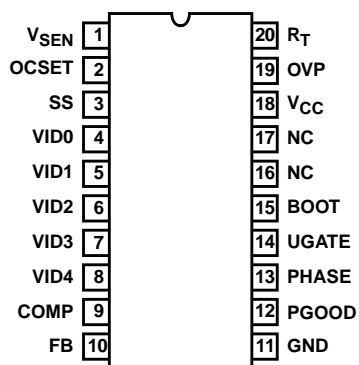 VSEN 1 20 RT
OCSET 2 19 OVP
SS 3 18 VCC
VID0 4 17 NC
VID1 5 16 NC
VID2 6 15 BOOT
VID3 7 14 UGATE
VID4 8 13 PHASE
COMP 9 12 PGOOD
FB 10 11 GND